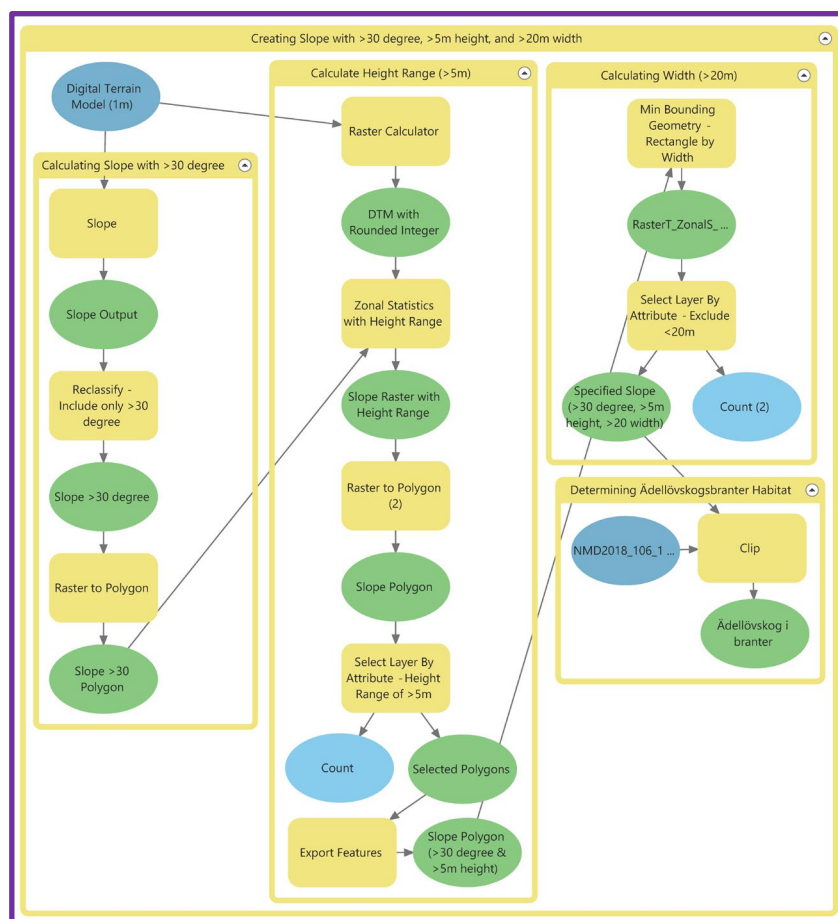 Creating Slope with >30 degree, >5m height, and >20m width
Digital Terrain
Model (1m)
Calculating Slope with >30 degree
Slope
Slope Output
Reclassify -
Include only >30
degree
Slope >30 degree
Raster to Polygon
Slope >30
Polygon
Calculate Height Range (>5m)
Raster Calculator
DTM with
Rounded Integer
Zonal Statistics
with Height Range
Slope Raster with
Height Range
Raster to Polygon
(2)
Slope Polygon
Select Layer By
Attribute - Height
Range of >5m
Count
Selected Polygons
Export Features
Slope Polygon
(>30 degree &
>5m height)
Calculating Width (>20m)
Min Bounding
Geometry -
Rectangle by
Width
RasterT_ZonalS_ ...
Select Layer By
Attribute - Exclude
<20m
Specified Slope
(>30 degree, >5m
height, >20 width)
Count (2)
Determining Ädellövskogsbranter Habitat
NMD2018_106_1 ...
Clip
Ädellövskog i
branter